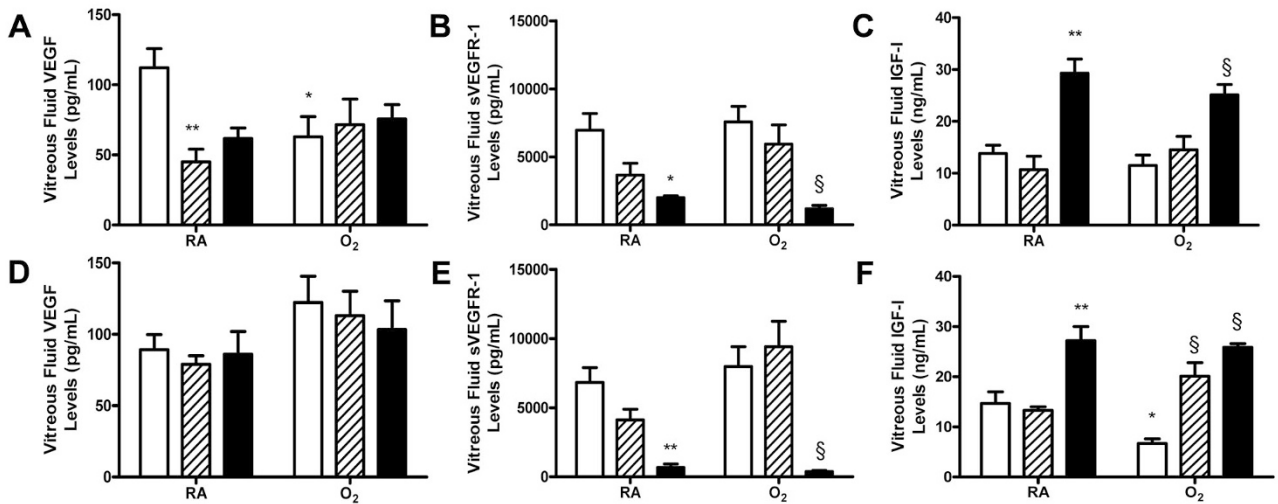 A
Vitreous Fluid VEGF
Levels (pg/mL)
150
100
50
0
**
*
RA
O₂
B
Vitreous Fluid sVEGFR-1
Levels (pg/mL)
15000
10000
5000
0
*
§
RA
O₂
C
Vitreous Fluid IGF-I
Levels (ng/mL)
40
30
20
10
0
**
§
RA
O₂
D
Vitreous Fluid VEGF
Levels (pg/mL)
150
100
50
0
RA
O₂
E
Vitreous Fluid sVEGFR-1
Levels (pg/mL)
15000
10000
5000
0
**
§
RA
O₂
F
Vitreous Fluid IGF-I
Levels (ng/mL)
40
30
20
10
0
**
*
§
§
RA
O₂